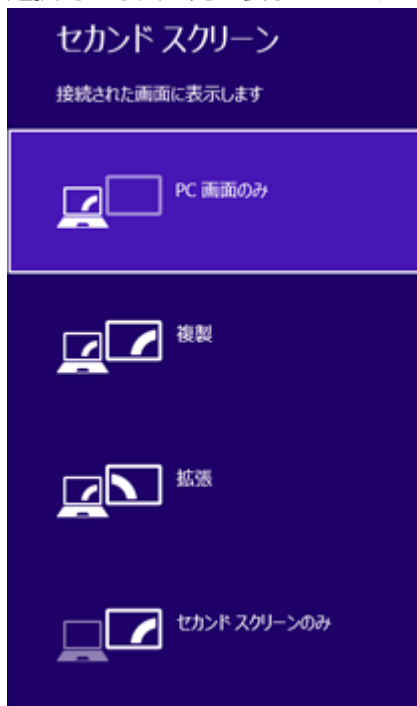 セカンド スクリーン
接続された画面に表示します
PC 画面のみ
複製
拡張
セカンド スクリーンのみ